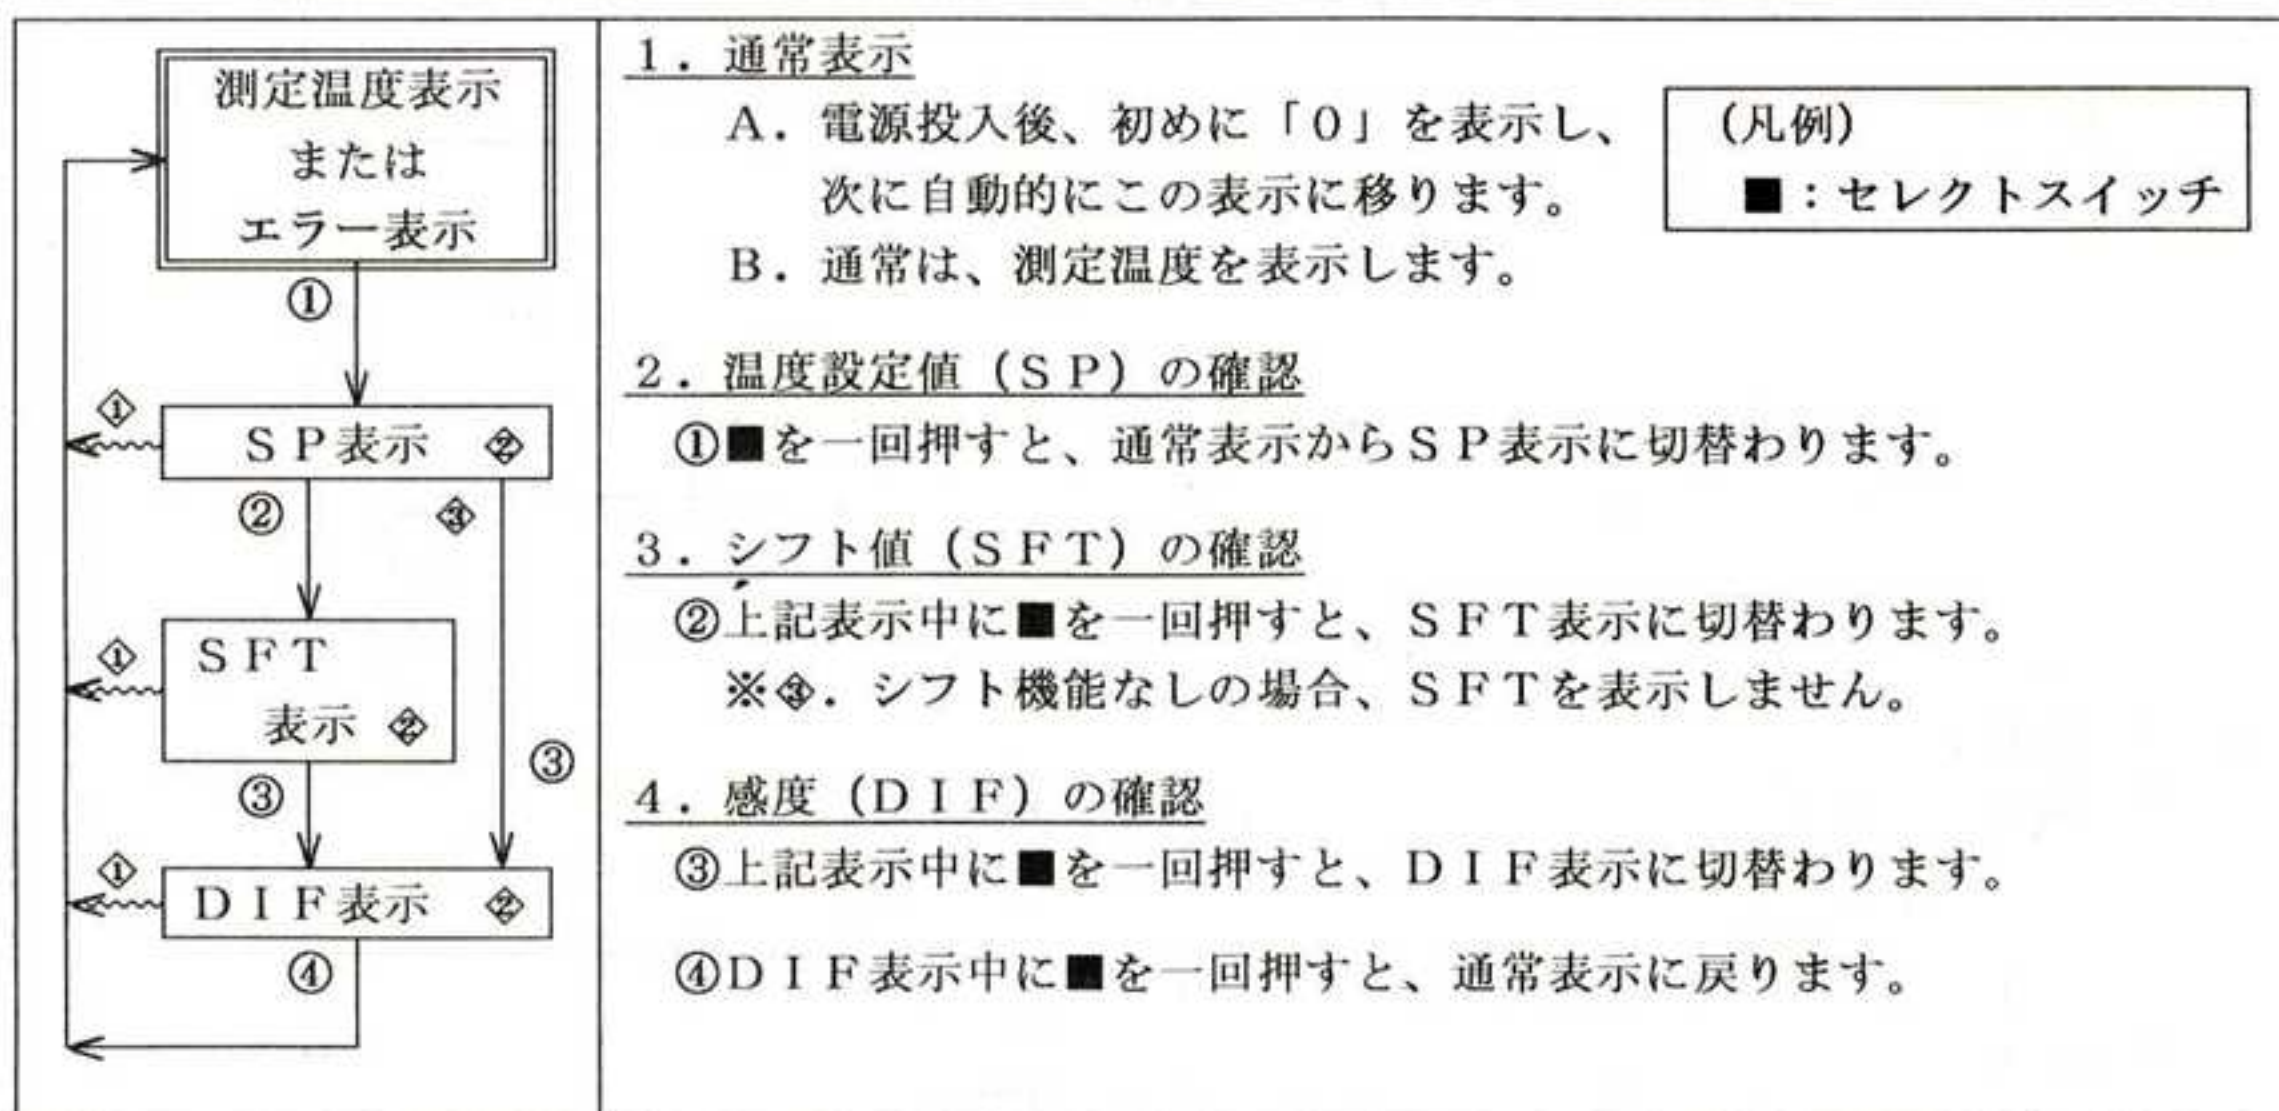 測定温度表示
または
エラー表示
①
◇1
SP表示 ◇2
②
◇3
◇1
SFT
表示 ◇2
③
③
◇1
DIF表示 ◇2
④
1．通常表示
A．電源投入後、初めに「0」を表示し、
次に自動的にこの表示に移ります。
B．通常は、測定温度を表示します。
(凡例)
■：セレクトスイッチ
2．温度設定値（SP）の確認
①■を一回押すと、通常表示からSP表示に切替わります。
3．シフト値（SFT）の確認
②上記表示中に■を一回押すと、SFT表示に切替わります。
※◇3．シフト機能なしの場合、SFTを表示しません。
4．感度（DIF）の確認
③上記表示中に■を一回押すと、DIF表示に切替わります。
④DIF表示中に■を一回押すと、通常表示に戻ります。